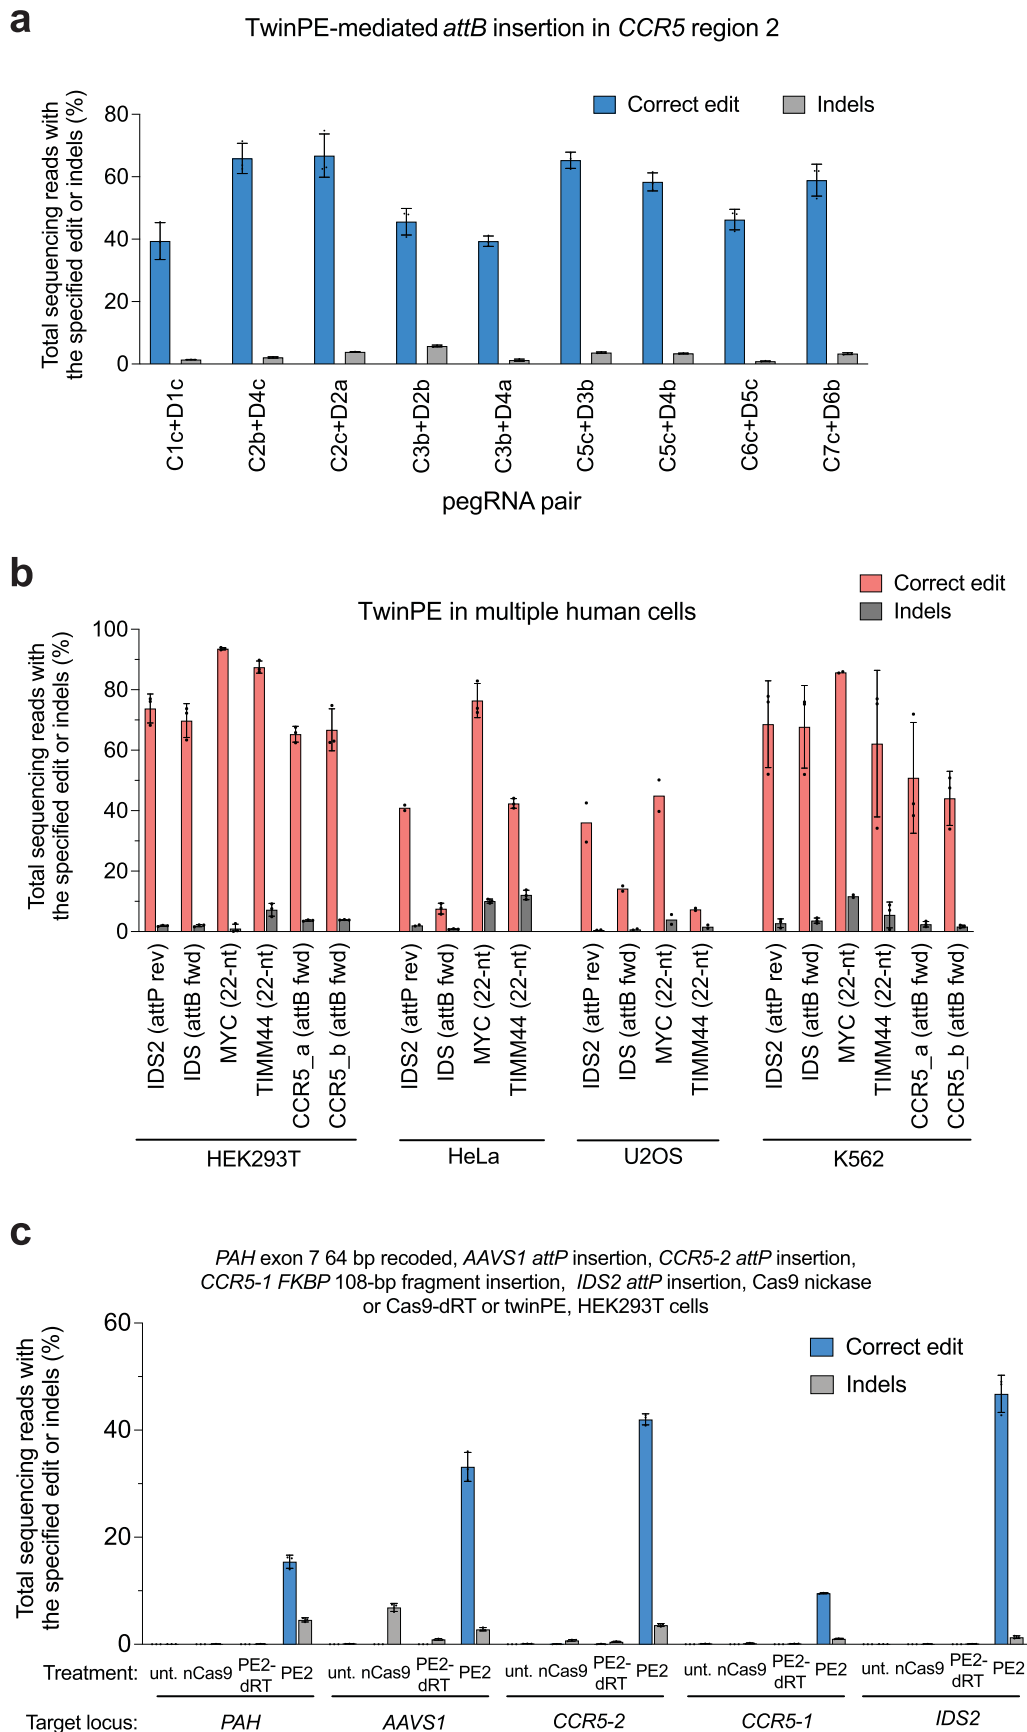 a
TwinPE-mediated attB insertion in CCR5 region 2
Total sequencing reads with
the specified edit or indels (%)
Correct edit
Indels
80
60
40
20
0
C1c+D1c
C2b+D4c
C2c+D2a
C3b+D2b
C3b+D4a
C5c+D3b
C5c+D4b
C6c+D5c
C7c+D6b
pegRNA pair
b
Correct edit
Indels
TwinPE in multiple human cells
Total sequencing reads with
the specified edit or indels (%)
100
80
60
40
20
0
IDS2 (attP rev)
IDS (attB fwd)
MYC (22-nt)
TIMM44 (22-nt)
CCR5_a (attB fwd)
CCR5_b (attB fwd)
IDS2 (attP rev)
IDS (attB fwd)
MYC (22-nt)
TIMM44 (22-nt)
IDS2 (attP rev)
IDS (attB fwd)
MYC (22-nt)
TIMM44 (22-nt)
IDS2 (attP rev)
IDS (attB fwd)
MYC (22-nt)
TIMM44 (22-nt)
CCR5_a (attB fwd)
CCR5_b (attB fwd)
HEK293T HeLa U2OS K562
c
PAH exon 7 64 bp recoded, AAVS1 attP insertion, CCR5-2 attP insertion,
CCR5-1 FKBP 108-bp fragment insertion, IDS2 attP insertion, Cas9 nickase
or Cas9-dRT or twinPE, HEK293T cells
Total sequencing reads with
the specified edit or indels (%)
Correct edit
Indels
60
40
20
0
Treatment: unt. nCas9 PE2-dRT PE2 unt. nCas9 PE2-dRT PE2 unt. nCas9 PE2-dRT PE2 unt. nCas9 PE2-dRT PE2 unt. nCas9 PE2-dRT PE2
Target locus: PAH AAVS1 CCR5-2 CCR5-1 IDS2